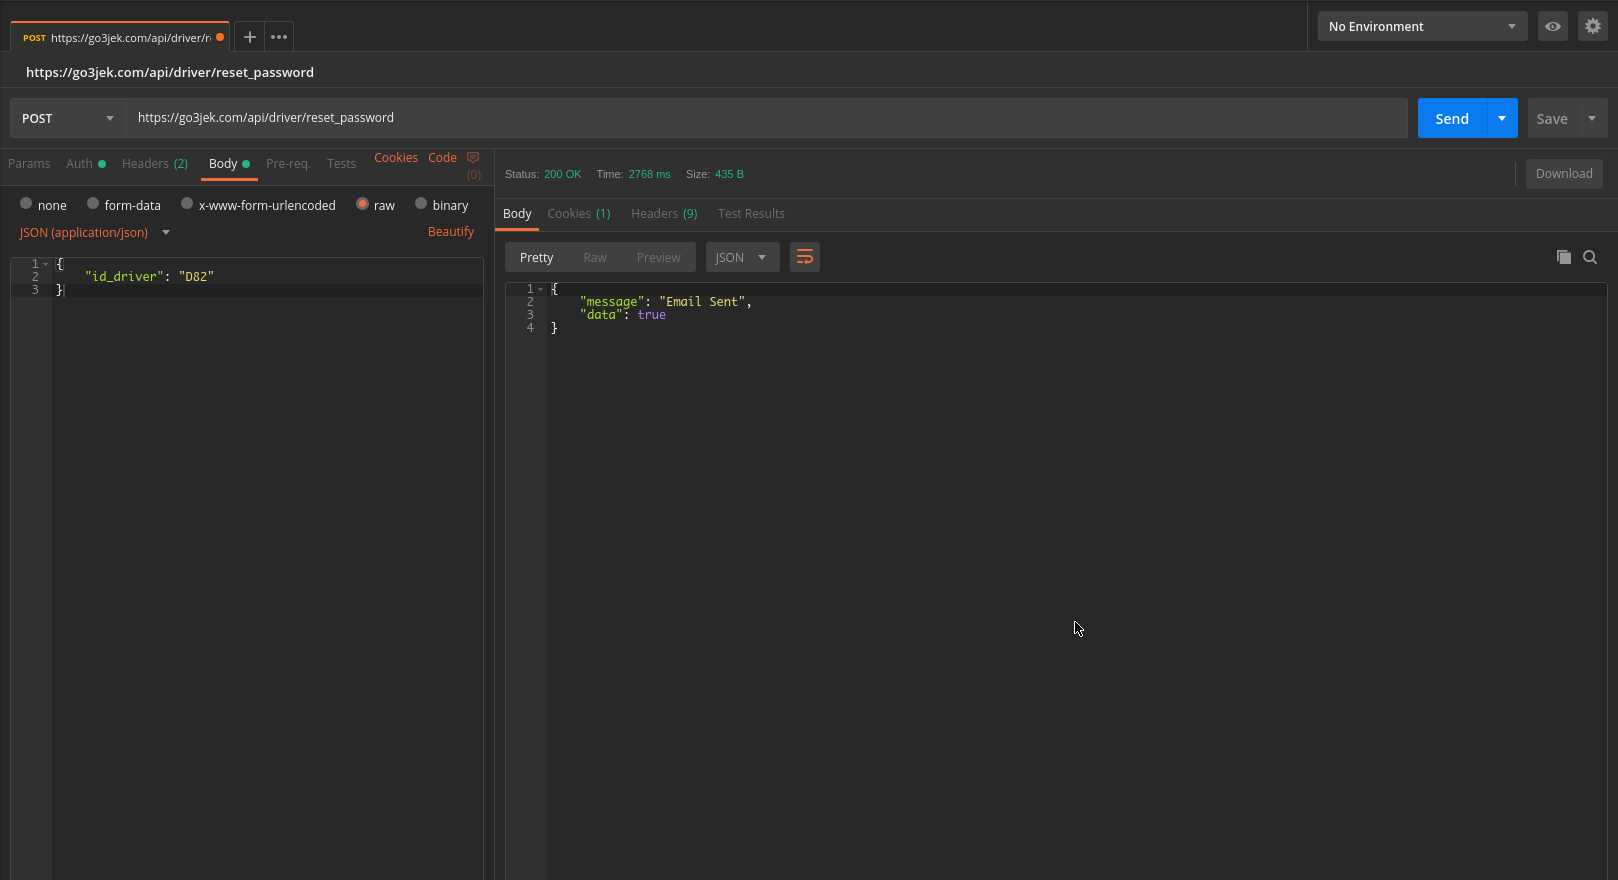 POST https://go3jek.com/api/driver/r
No Environment
https://go3jek.com/api/driver/reset_password
POST
https://go3jek.com/api/driver/reset_password
Send
Save
Params
Auth
Headers (2)
Body
Pre-req.
Tests
Cookies
Code
(0)
none
form-data
x-www-form-urlencoded
raw
binary
JSON (application/json)
Beautify
1 {
2 "id_driver": "D82"
3 }
Status: 200 OK Time: 2768 ms Size: 435 B
Download
Body
Cookies (1)
Headers (9)
Test Results
Pretty
Raw
Preview
JSON
1 {
2 "message": "Email Sent",
3 "data": true
4 }